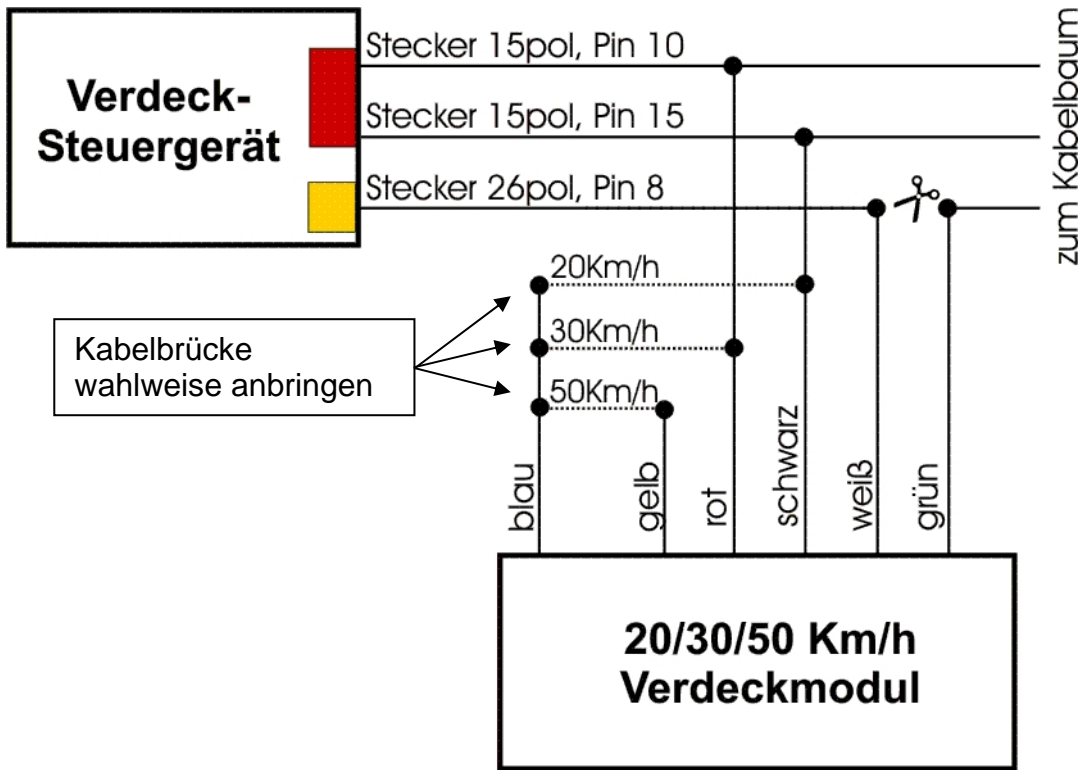 Verdeck-
Steuergerät
Stecker 15pol, Pin 10
Stecker 15pol, Pin 15
Stecker 26pol, Pin 8
zum Kabelbaum
20Km/h
30Km/h
50Km/h
Kabelbrücke
wahlweise anbringen
blau
gelb
rot
schwarz
weiß
grün
20/30/50 Km/h
Verdeckmodul